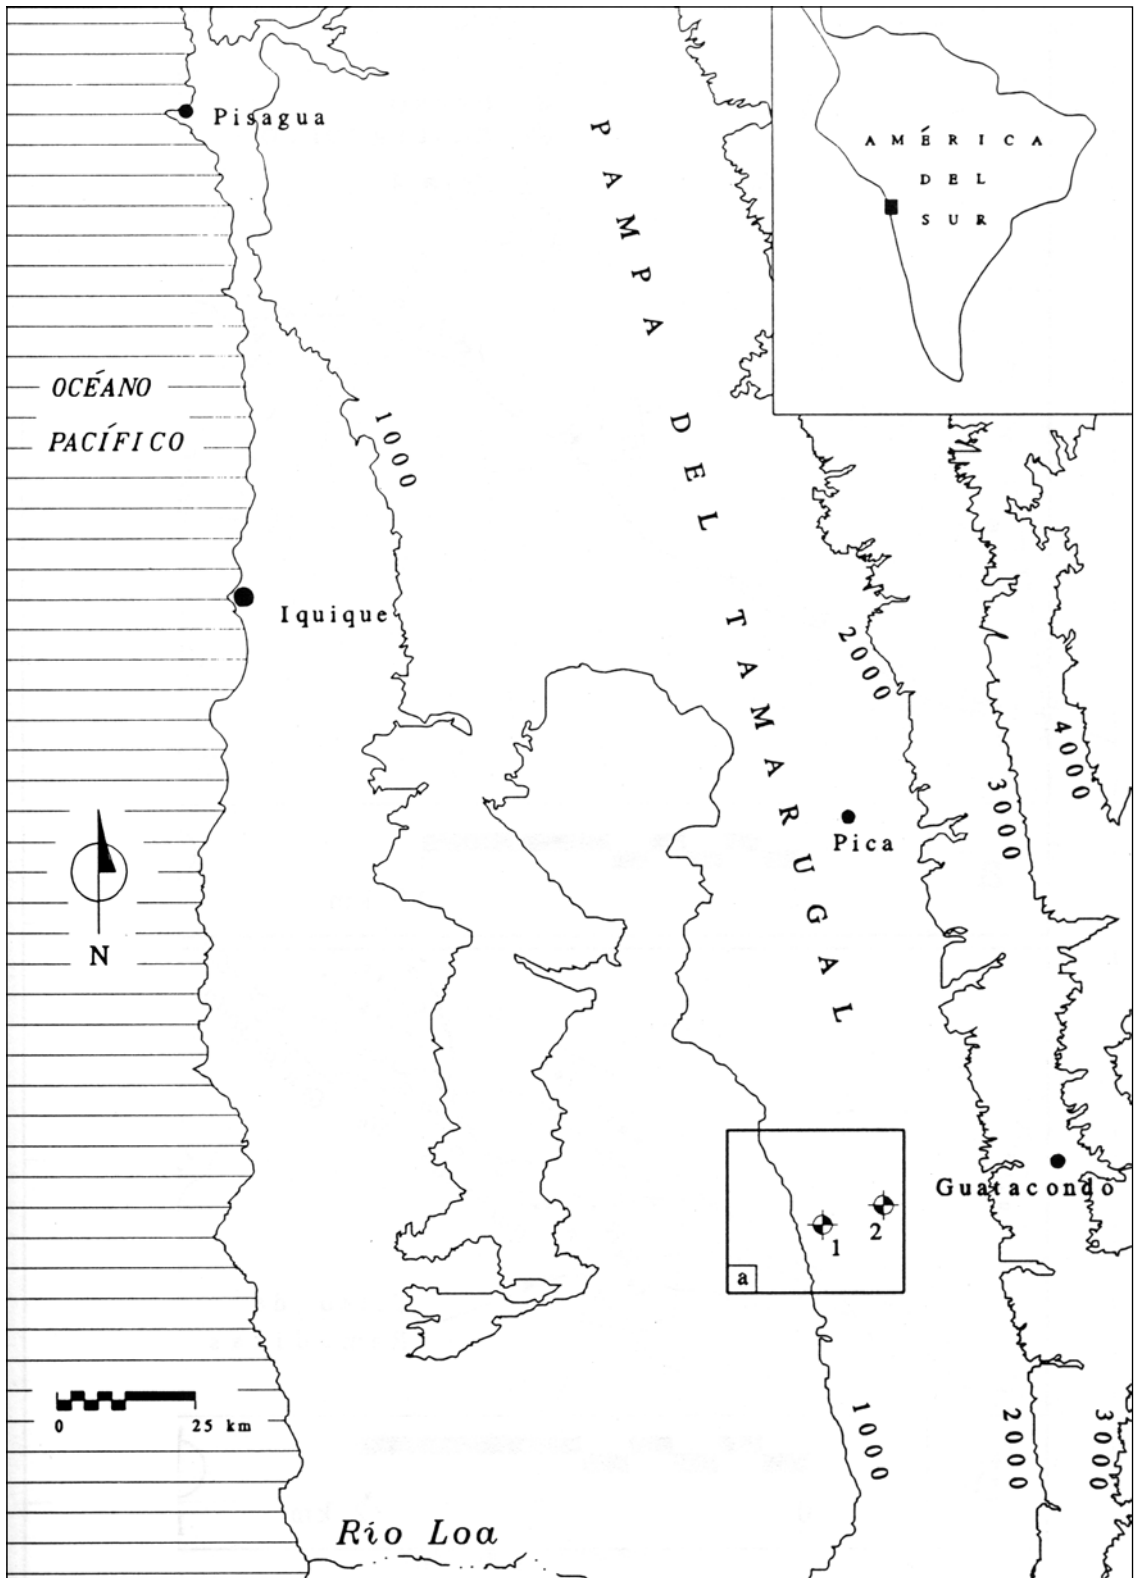 Pisagua
PAMPA DEL TAMARUGAL
AMÉRICA
DEL
SUR
OCÉANO
PACÍFICO
1000
Iquique
2000
3000
4000
Pica
N
Guatacondo
1
2
a
0 25 km
1000
2000
3000
Río Loa